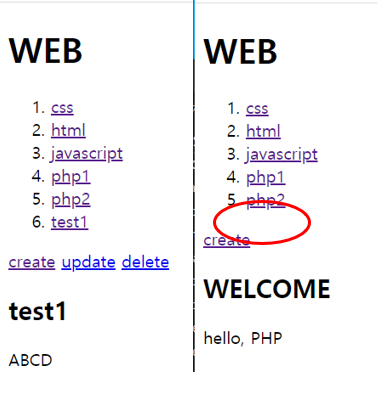 WEB
1. css
2. html
3. javascript
4. php1
5. php2
6. test1
create update delete
test1
ABCD
WEB
1. css
2. html
3. javascript
4. php1
5. php2
create
WELCOME
hello, PHP